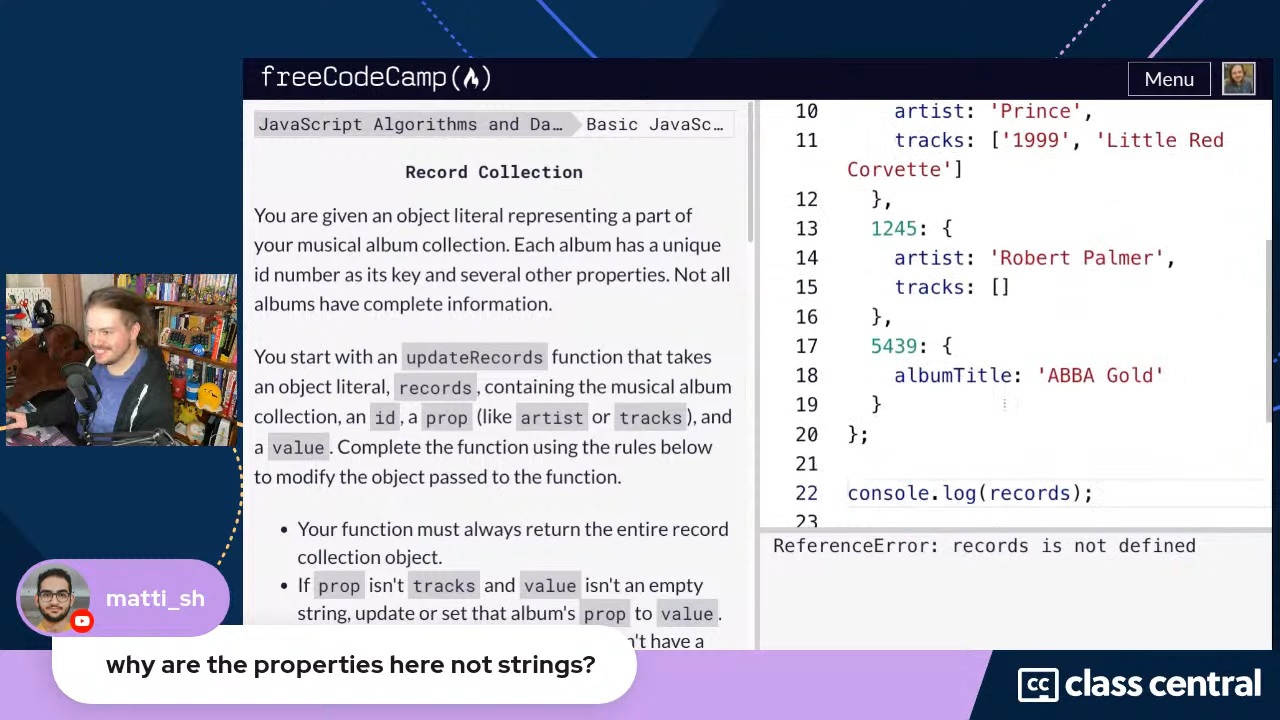 freeCodeCamp(🔥)
Menu
JavaScript Algorithms and Da…
Basic JavaSc…
Record Collection
You are given an object literal representing a part of
your musical album collection. Each album has a unique
id number as its key and several other properties. Not all
albums have complete information.
You start with an updateRecords function that takes
an object literal, records, containing the musical album
collection, an id, a prop (like artist or tracks), and
a value. Complete the function using the rules below
to modify the object passed to the function.
• Your function must always return the entire record
collection object.
• If prop isn't tracks and value isn't an empty
string, update or set that album's prop to value.
n't have a
10 artist: 'Prince',
11 tracks: ['1999', 'Little Red
Corvette']
12 },
13 1245: {
14 artist: 'Robert Palmer',
15 tracks: []
16 },
17 5439: {
18 albumTitle: 'ABBA Gold'
19 }
20 };
21
22 console.log(records);
23
ReferenceError: records is not defined
matti_sh
why are the properties here not strings?
cc class central